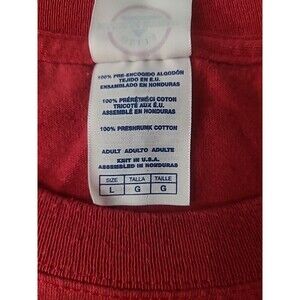 100% PRE-ENCOGIDO ALGODÓN
TEJIDO EN E.U.
ENSAMBLADO EN HONDURAS
100% PRÉRÉTRÉCI COTON
TRICOTÉ AUX É.U.
ASSEMBLÉ EN HONDURAS
100% PRESHRUNK COTTON
ADULT ADULTO ADULTE
KNIT IN U.S.A.
ASSEMBLED IN HONDURAS
SIZE TALLA TAILLE
L G G